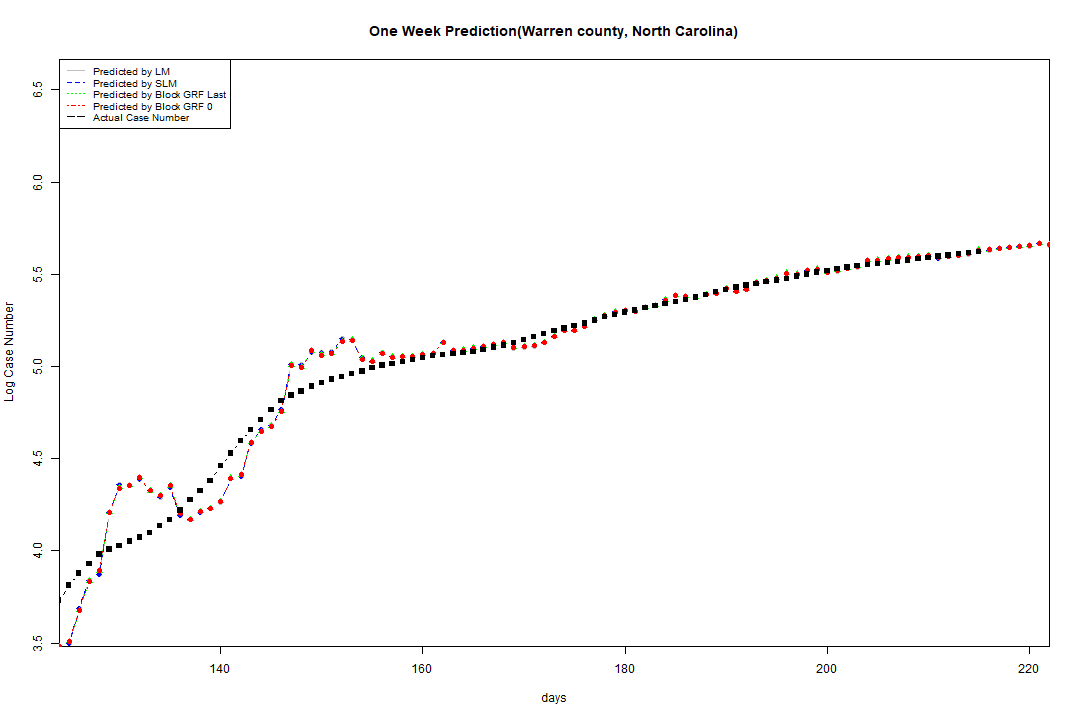 One Week Prediction(Warren county, North Carolina)
Predicted by LM
Predicted by SLM
Predicted by Block GRF Last
Predicted by Block GRF 0
Actual Case Number
6.5
6.0
5.5
5.0
4.5
4.0
3.5
Log Case Number
140 160 180 200 220
days